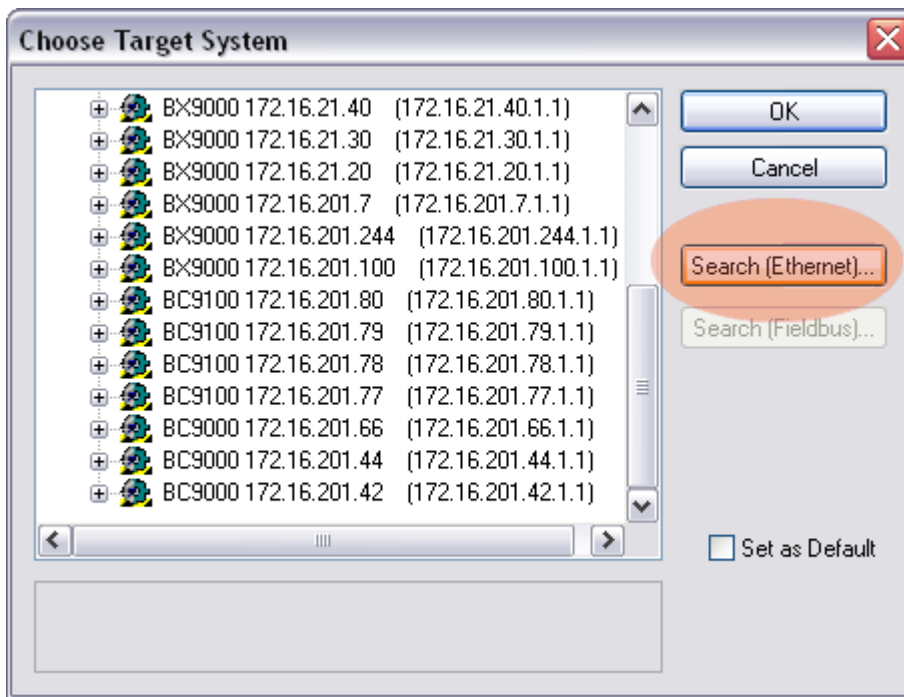 Choose Target System
BX9000 172.16.21.40 (172.16.21.40.1.1)
BX9000 172.16.21.30 (172.16.21.30.1.1)
BX9000 172.16.21.20 (172.16.21.20.1.1)
BX9000 172.16.201.7 (172.16.201.7.1.1)
BX9000 172.16.201.244 (172.16.201.244.1.1)
BX9000 172.16.201.100 (172.16.201.100.1.1)
BC9100 172.16.201.80 (172.16.201.80.1.1)
BC9100 172.16.201.79 (172.16.201.79.1.1)
BC9100 172.16.201.78 (172.16.201.78.1.1)
BC9100 172.16.201.77 (172.16.201.77.1.1)
BC9000 172.16.201.66 (172.16.201.66.1.1)
BC9000 172.16.201.44 (172.16.201.44.1.1)
BC9000 172.16.201.42 (172.16.201.42.1.1)
OK
Cancel
Search (Ethernet)...
Search (Fieldbus)...
Set as Default